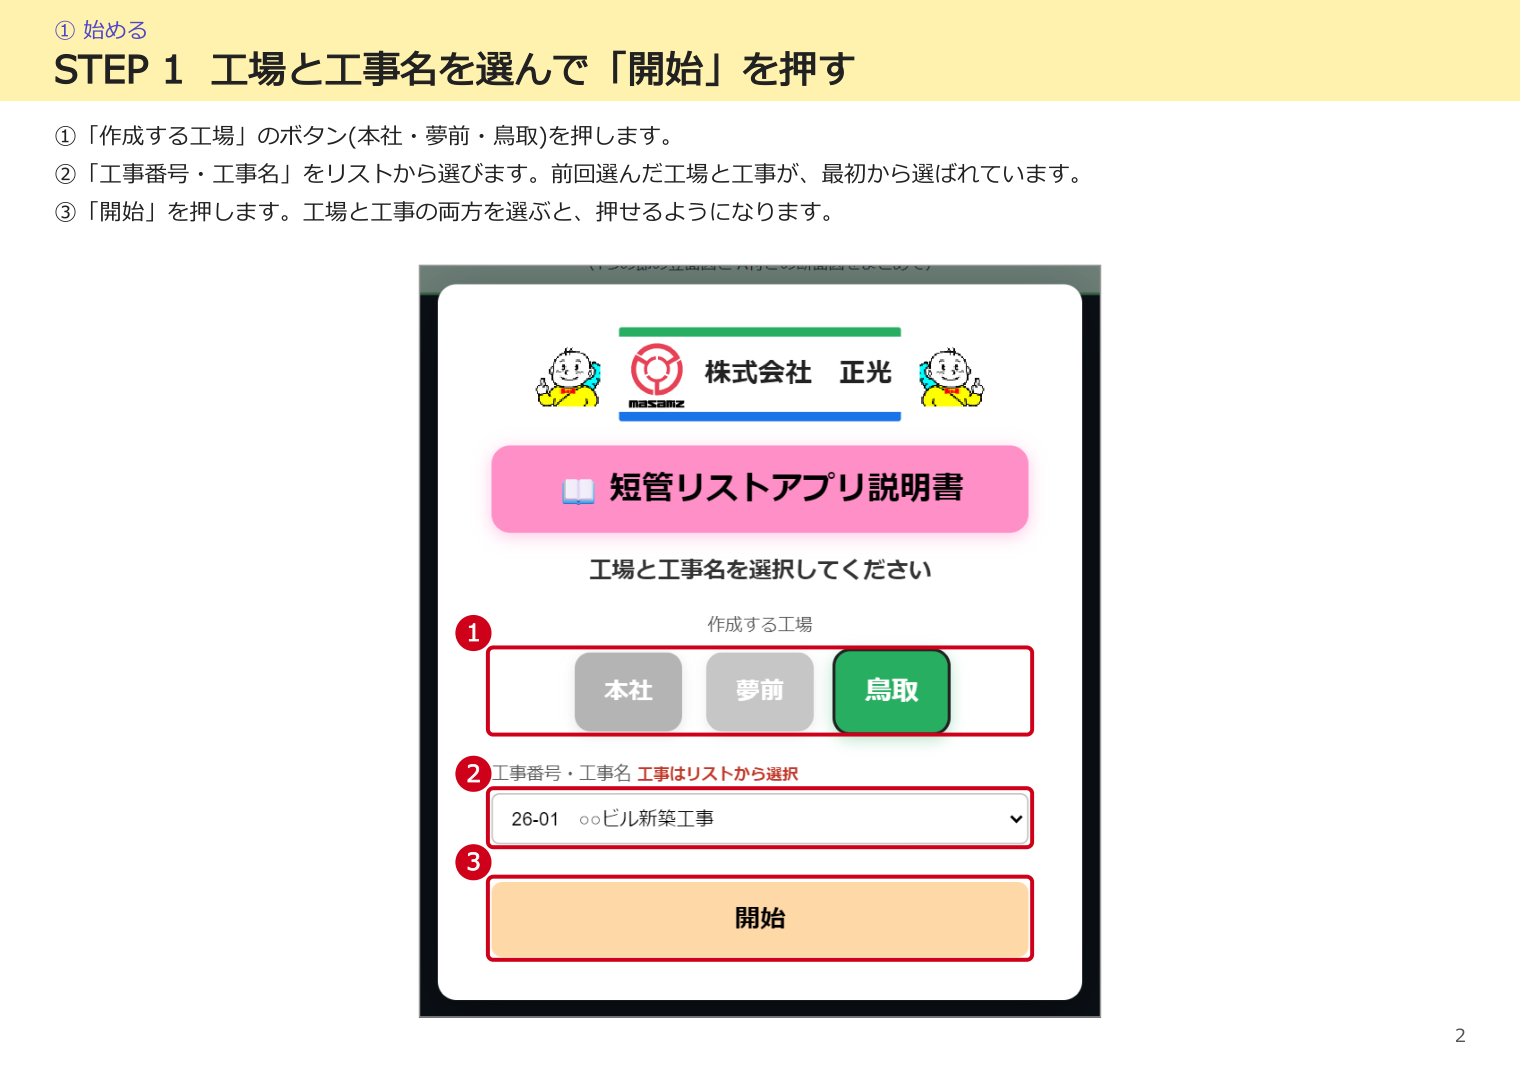 ① 始める
STEP 1 工場と工事名を選んで「開始」を押す
①「作成する工場」のボタン(本社・夢前・鳥取)を押します。
②「工事番号・工事名」をリストから選びます。前回選んだ工場と工事が、最初から選ばれています。
③「開始」を押します。工場と工事の両方を選ぶと、押せるようになります。
株式会社 正光
masamz
短管リストアプリ説明書
工場と工事名を選択してください
作成する工場
1
本社 夢前 鳥取
2 工事番号・工事名 工事はリストから選択
26-01 ○○ビル新築工事
3
開始
2